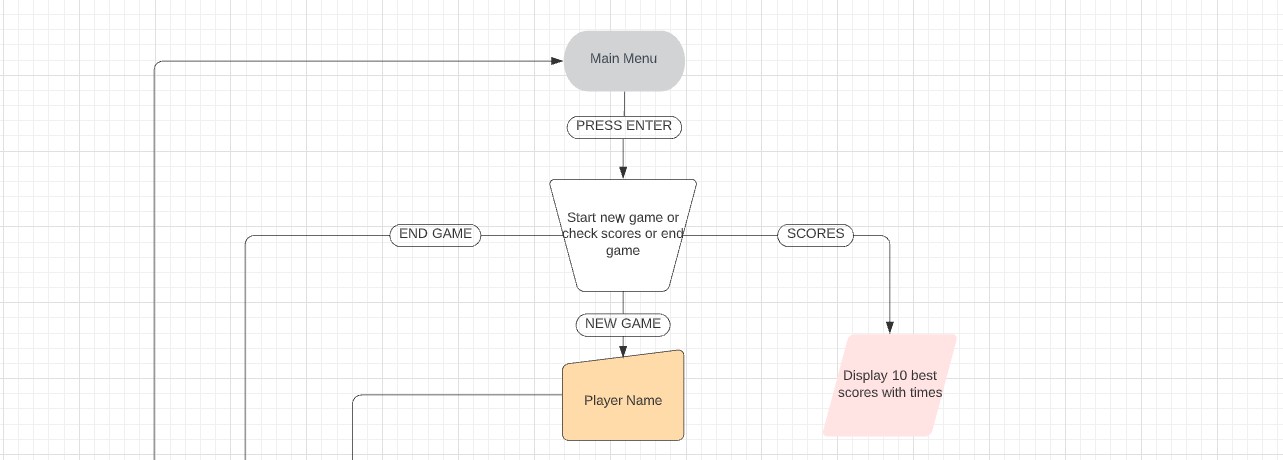 Main Menu
PRESS ENTER
Start new game or
check scores or end
game
END GAME
SCORES
NEW GAME
Player Name
Display 10 best
scores with times